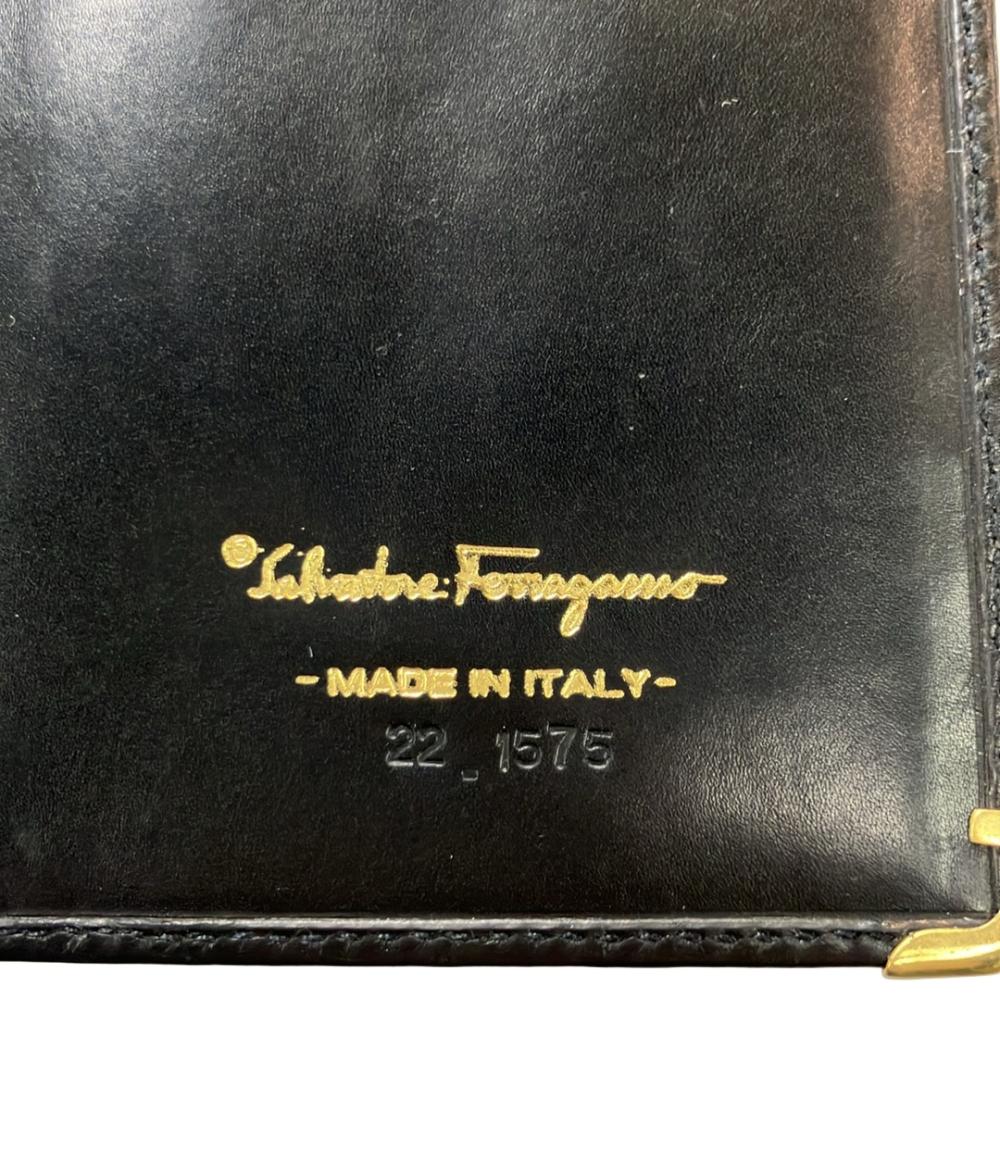 ® Salvatore Ferragamo
-MADE IN ITALY-
22.1575